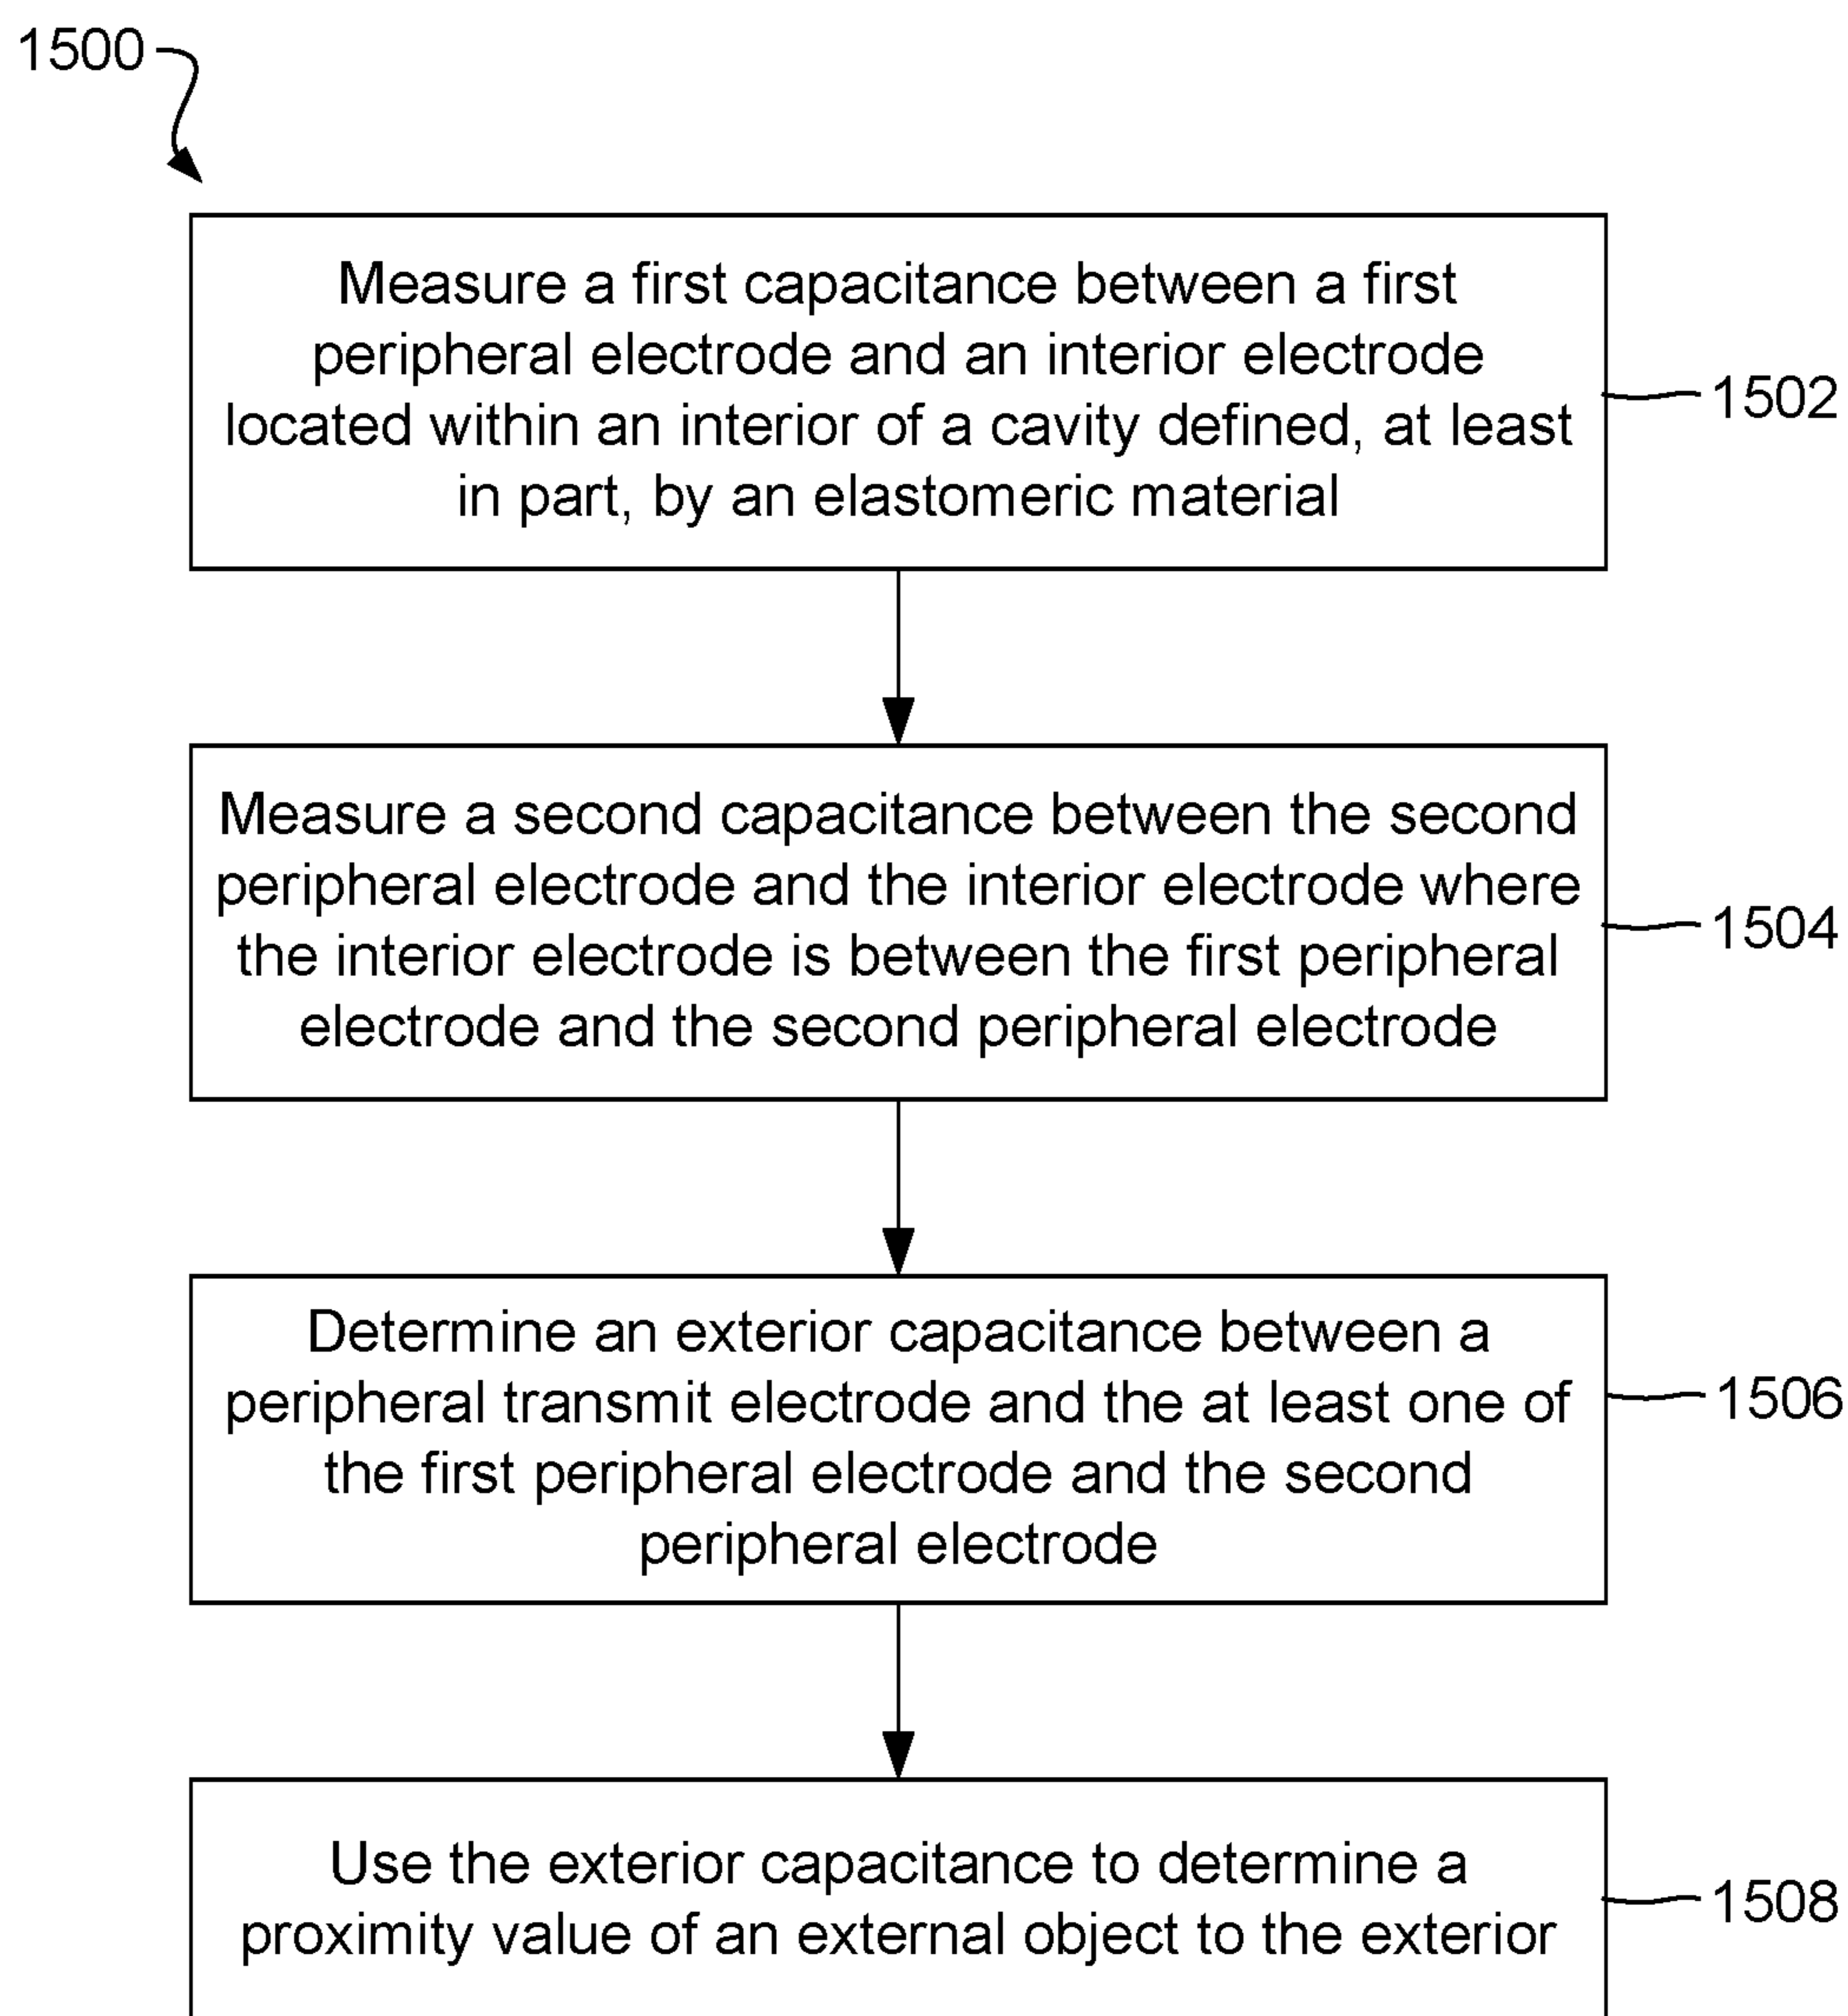 1500
Measure a first capacitance between a first
peripheral electrode and an interior electrode
located within an interior of a cavity defined, at least
in part, by an elastomeric material
1502
Measure a second capacitance between the second
peripheral electrode and the interior electrode where
the interior electrode is between the first peripheral
electrode and the second peripheral electrode
1504
Determine an exterior capacitance between a
peripheral transmit electrode and the at least one of
the first peripheral electrode and the second
peripheral electrode
1506
Use the exterior capacitance to determine a
proximity value of an external object to the exterior
1508